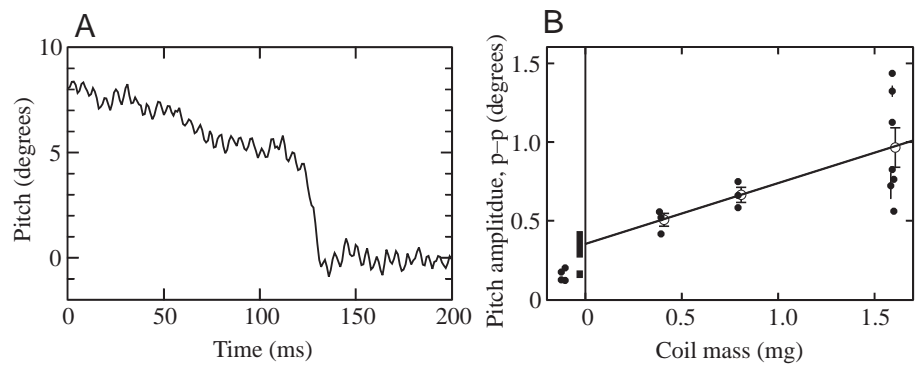 A
10
5
0
0
50
100
150
200
Pitch (degrees)
Time (ms)
B
1.5
1.0
0.5
0
0
0.5
1.0
1.5
Pitch amplitdue, p–p (degrees)
Coil mass (mg)